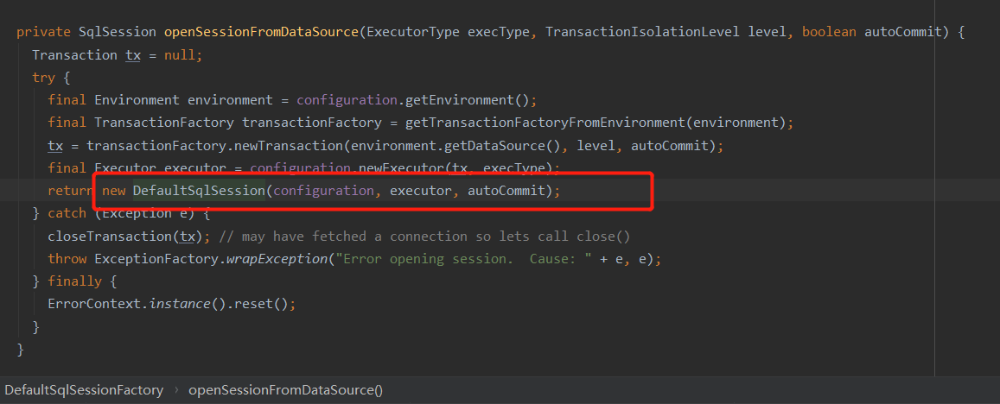 private SqlSession openSessionFromDataSource(ExecutorType execType, TransactionIsolationLevel level, boolean autoCommit) {
Transaction tx = null;
try {
final Environment environment = configuration.getEnvironment();
final TransactionFactory transactionFactory = getTransactionFactoryFromEnvironment(environment);
tx = transactionFactory.newTransaction(environment.getDataSource(), level, autoCommit);
final Executor executor = configuration.newExecutor(tx, execType);
return new DefaultSqlSession(configuration, executor, autoCommit);
} catch (Exception e) {
closeTransaction(tx); // may have fetched a connection so lets call close()
throw ExceptionFactory.wrapException("Error opening session.  Cause: " + e, e);
} finally {
ErrorContext.instance().reset();
}
}
DefaultSqlSessionFactory › openSessionFromDataSource()